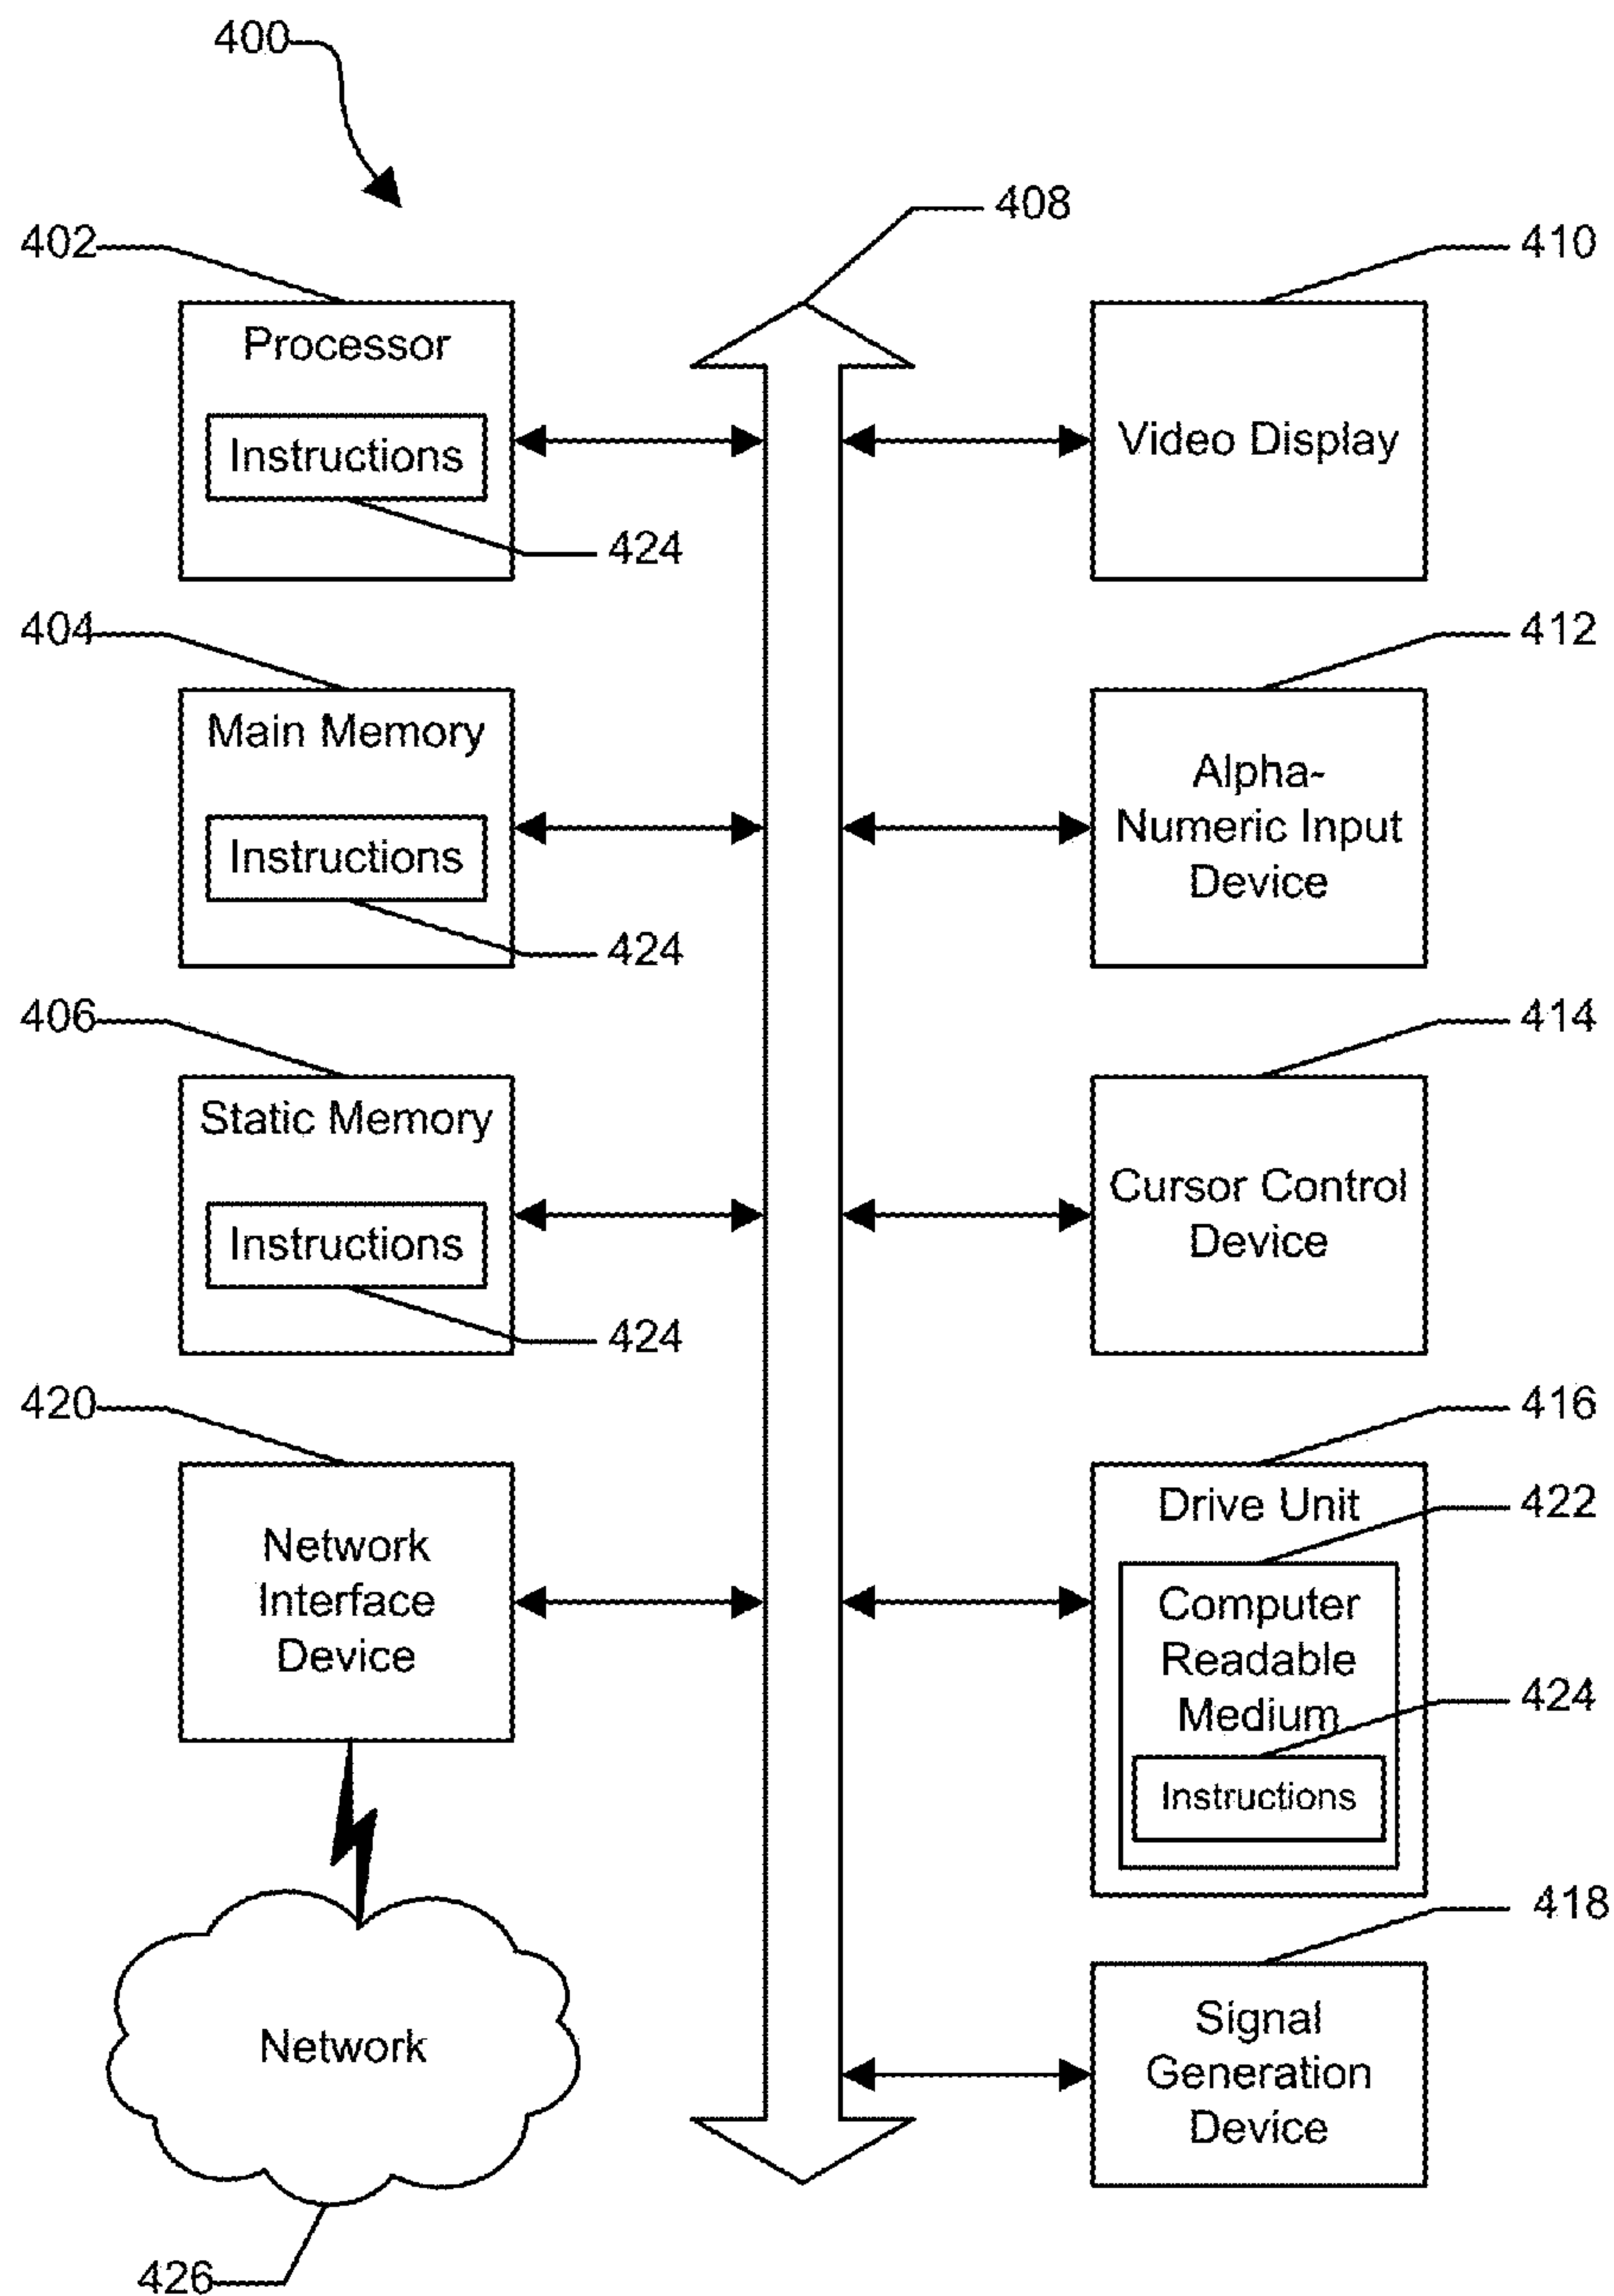 400
408
402
410
Processor
Instructions
424
Video Display
404
412
Main Memory
Instructions
424
Alpha-
Numeric Input
Device
406
414
Static Memory
Instructions
424
Cursor Control
Device
420
416
Network
Interface
Device
Drive Unit
422
Computer
Readable
Medium
424
Instructions
418
Network
Signal
Generation
Device
426